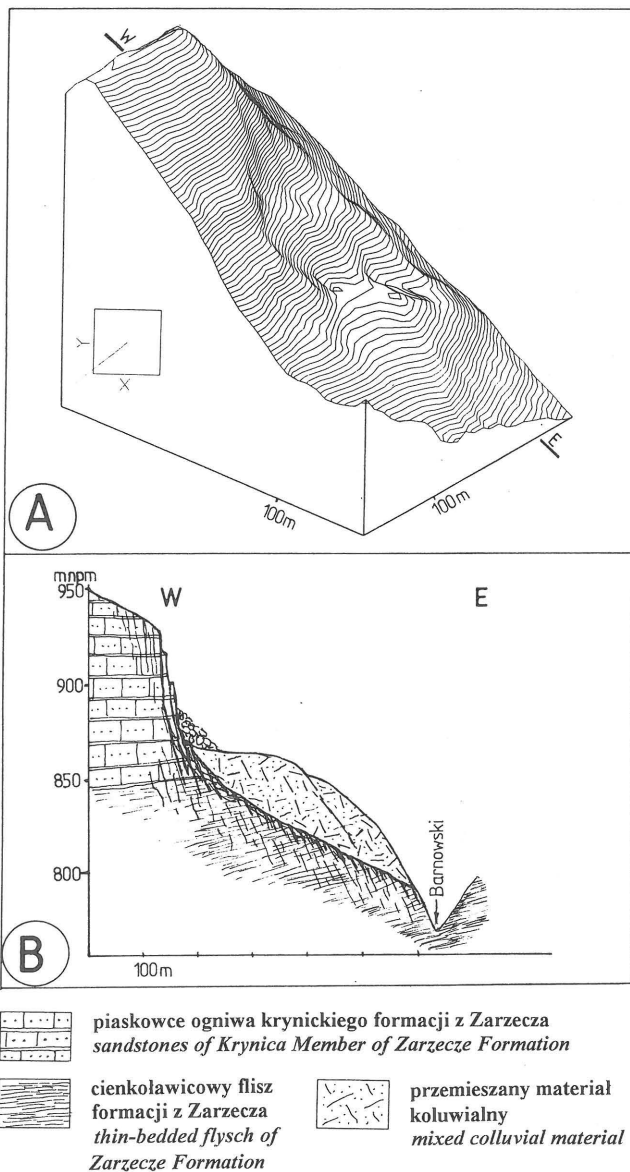 W
Y
X
E
100m
100m
A
m.npm
950
W
E
900
850
800
Barnowski
B
100m
piaskowce ogniwa krynickiego formacji z Zarzecza
sandstones of Krynica Member of Zarzecze Formation
cienkoławicowy flisz
formacji z Zarzecza
thin-bedded flysch of
Zarzecze Formation
przemieszany materiał
koluwialny
mixed colluvial material